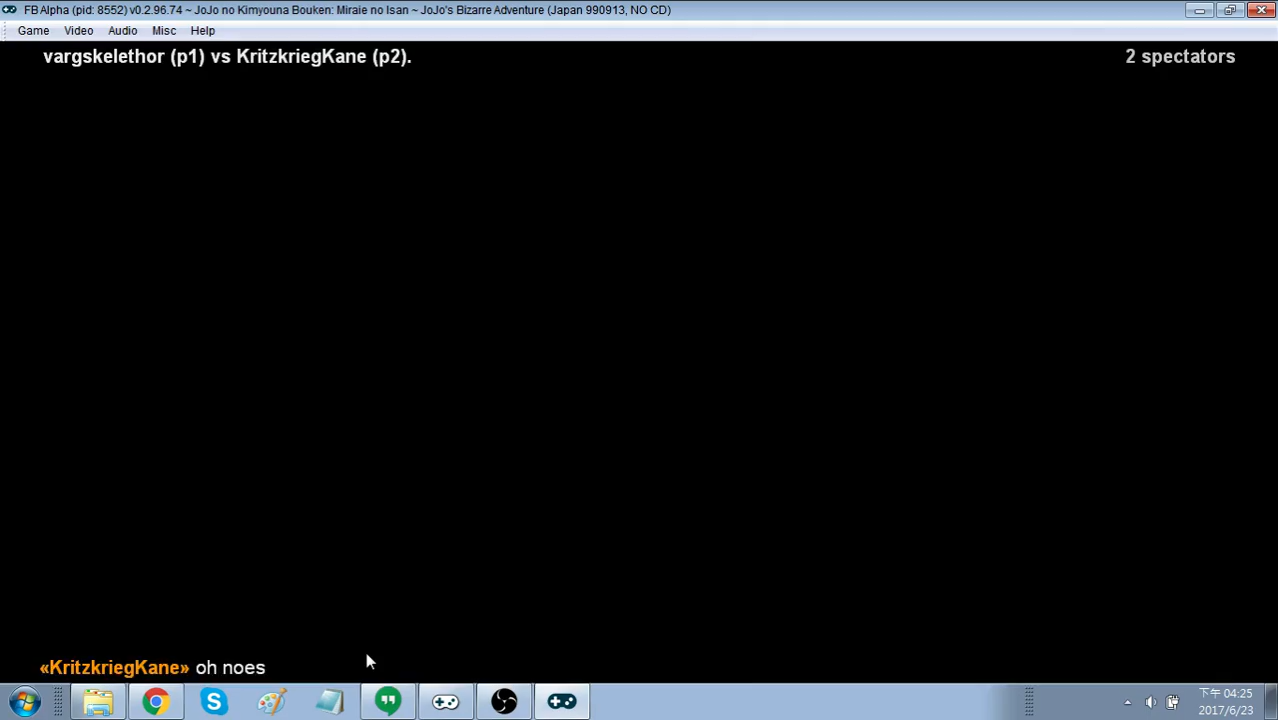 FB Alpha (pid: 8552) v0.2.96.74 ~ JoJo no Kimyouna Bouken: Miraie no Isan ~ JoJo's Bizarre Adventure (Japan 990913, NO CD)
Game Video Audio Misc Help
vargskelethor (p1) vs KritzkriegKane (p2). 2 spectators
«KritzkriegKane» oh noes
下午 04:25
2017/6/23